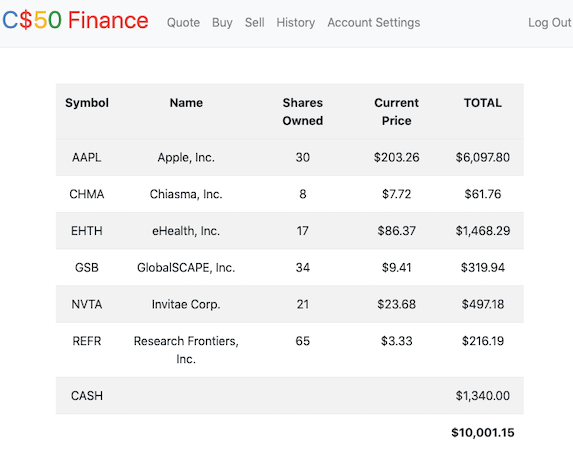 C$50 Finance Quote Buy Sell History Account Settings Log Out
Symbol Name Shares Owned Current Price TOTAL
AAPL Apple, Inc. 30 $203.26 $6,097.80
CHMA Chiasma, Inc. 8 $7.72 $61.76
EHTH eHealth, Inc. 17 $86.37 $1,468.29
GSB GlobalSCAPE, Inc. 34 $9.41 $319.94
NVTA Invitae Corp. 21 $23.68 $497.18
REFR Research Frontiers, Inc. 65 $3.33 $216.19
CASH $1,340.00
$10,001.15